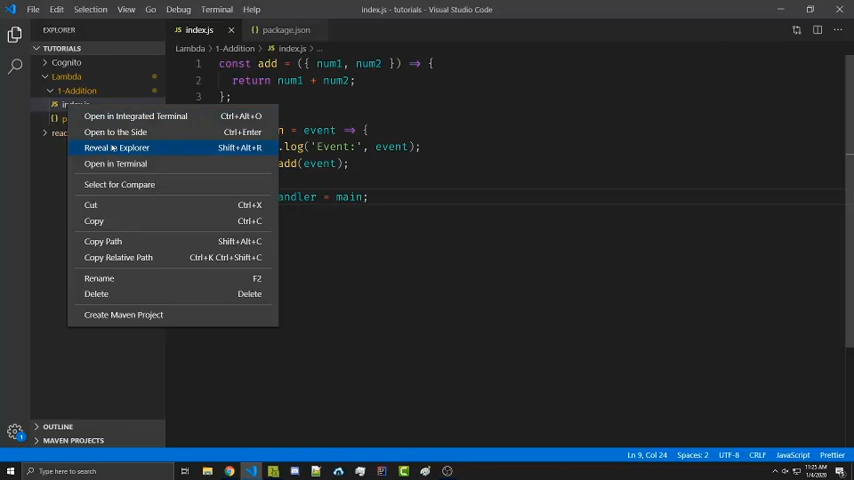 File Edit Selection View Go Debug Terminal Help
index.js - tutorials - Visual Studio Code
EXPLORER
index.js
package.json
TUTORIALS
Lambda > 1-Addition > index.js > ...
Cognito
Lambda
1-Addition
index.js
1 const add = ({ num1, num2 }) => {
2 return num1 + num2;
3 };
= event => {
.log('Event:', event);
add(event);
andler = main;
Open in Integrated Terminal Ctrl+Alt+O
Open to the Side Ctrl+Enter
Reveal in Explorer Shift+Alt+R
Open in Terminal
Select for Compare
Cut Ctrl+X
Copy Ctrl+C
Copy Path Shift+Alt+C
Copy Relative Path Ctrl+K Ctrl+Shift+C
Rename F2
Delete Delete
Create Maven Project
OUTLINE
MAVEN PROJECTS
1
Ln 9, Col 24 Spaces: 2 UTF-8 CRLF JavaScript Prettier
Type here to search
11:25 AM
1/4/2020